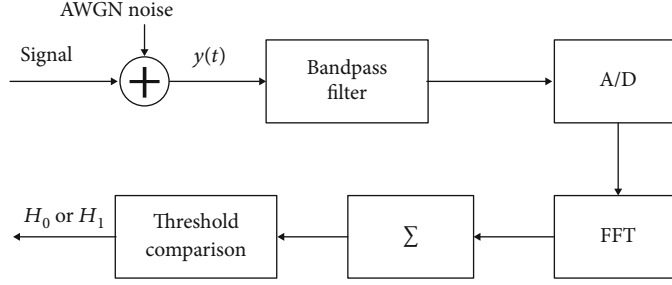 AWGN noise
Signal
+
y(t)
Bandpass
filter
A/D
FFT
Σ
Threshold
comparison
H₀ or H₁